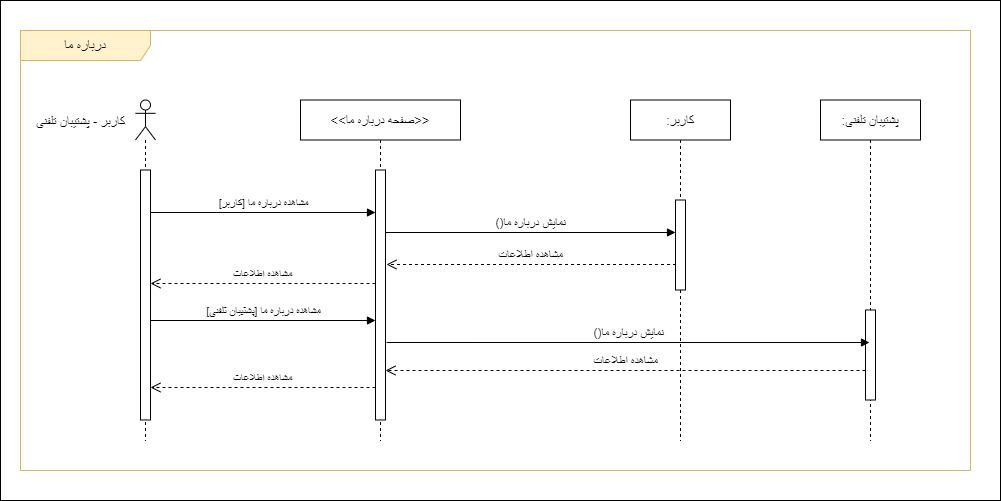 درباره ما
کاربر - پشتیبان تلفنی
<<صفحه درباره ما>>
کاربر:
پشتیبان تلفنی:
مشاهده درباره ما [کاربر]
نمایش درباره ما()
مشاهده اطلاعات
مشاهده اطلاعات
مشاهده درباره ما [پشتیبان تلفنی]
نمایش درباره ما()
مشاهده اطلاعات
مشاهده اطلاعات